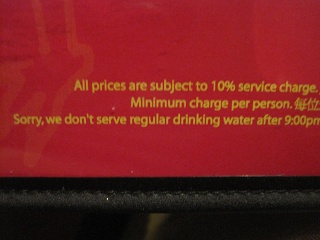 All prices are subject to 10% service charge.
Minimum charge per person. 每位
Sorry, we don't serve regular drinking water after 9:00pm